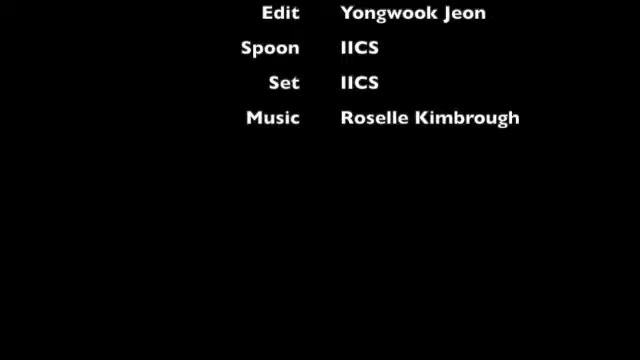 Edit Yongwook Jeon
Spoon IICS
Set IICS
Music Roselle Kimbrough